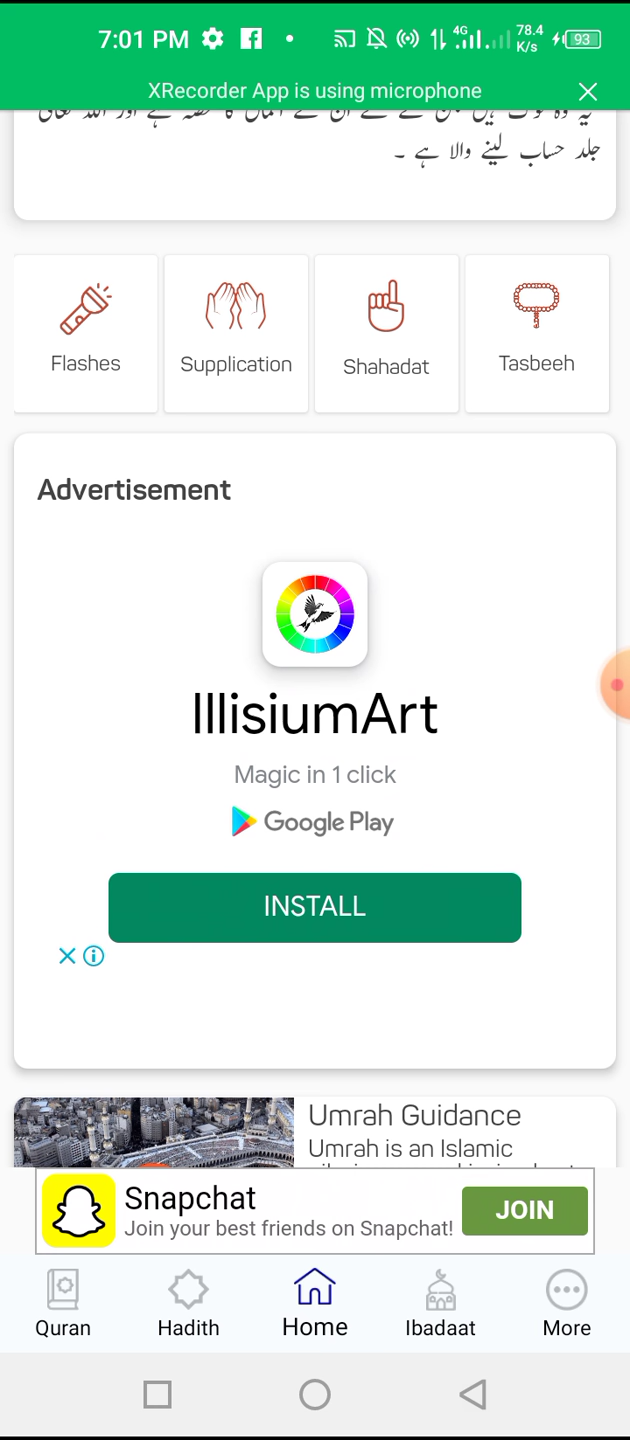 7:01 PM
4G
78.4
K/s
93
XRecorder App is using microphone
جلد حساب لینے والا ہے ۔
Flashes
Supplication
Shahadat
Tasbeeh
Advertisement
IllisiumArt
Magic in 1 click
Google Play
INSTALL
Umrah Guidance
Umrah is an Islamic
Snapchat
Join your best friends on Snapchat!
JOIN
Quran
Hadith
Home
Ibadaat
More